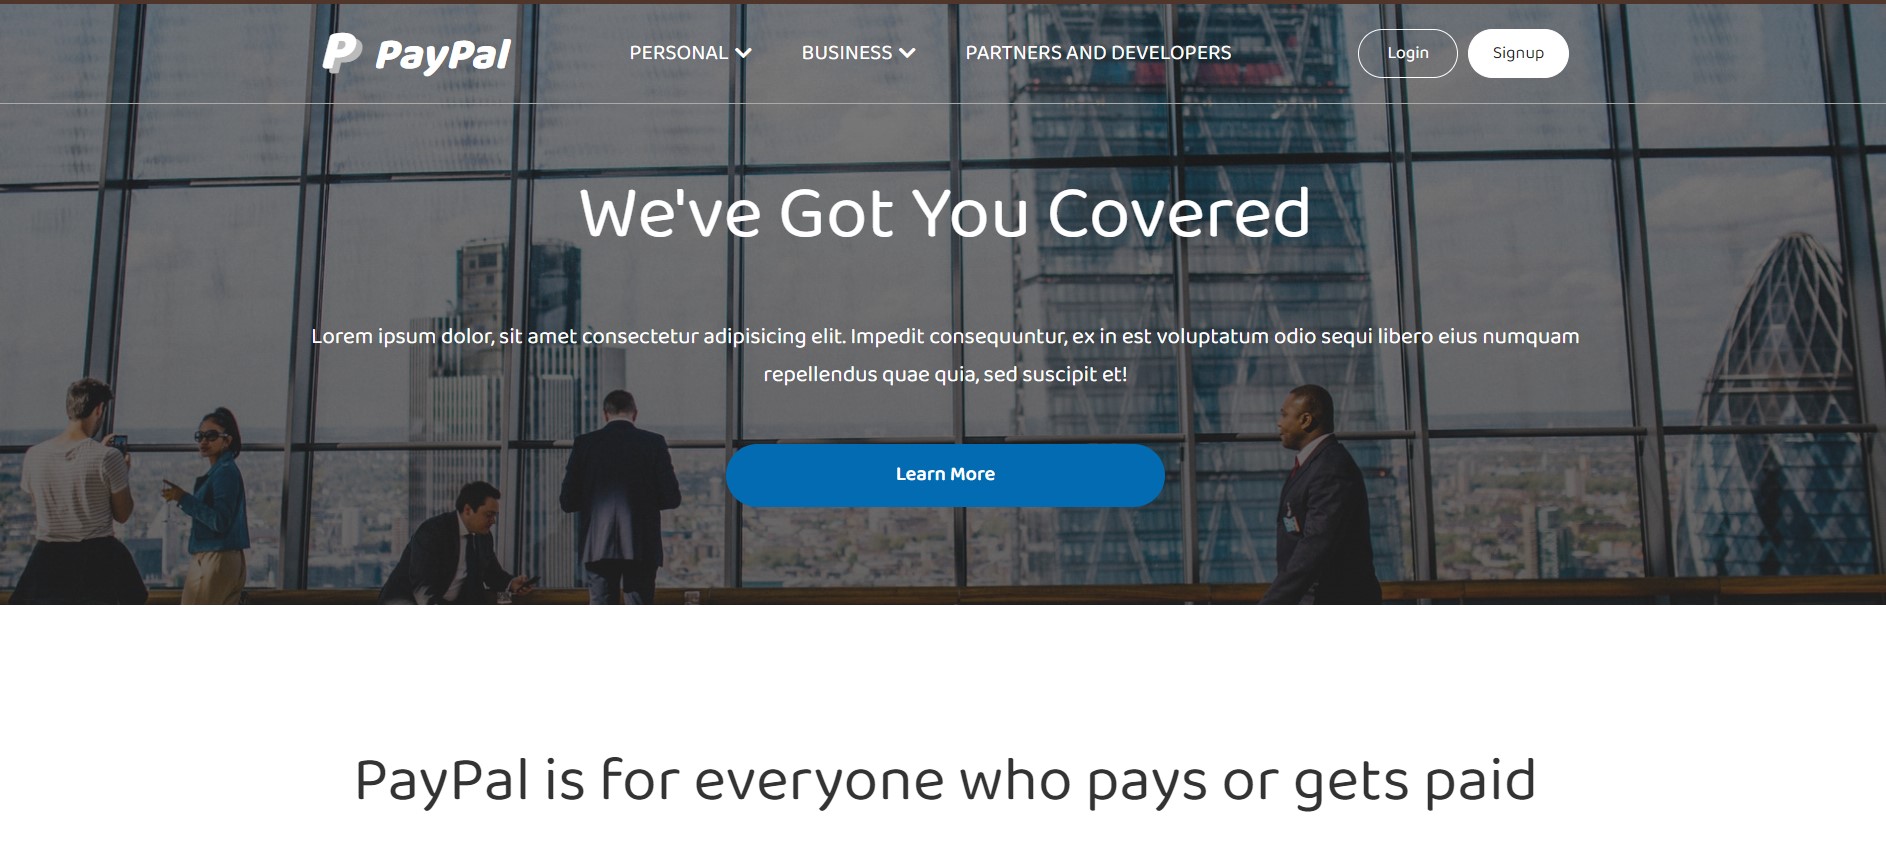 PayPal
PERSONAL
BUSINESS
PARTNERS AND DEVELOPERS
Login
Signup
We've Got You Covered
Lorem ipsum dolor, sit amet consectetur adipisicing elit. Impedit consequuntur, ex in est voluptatum odio sequi libero eius numquam
repellendus quae quia, sed suscipit et!
Learn More
PayPal is for everyone who pays or gets paid